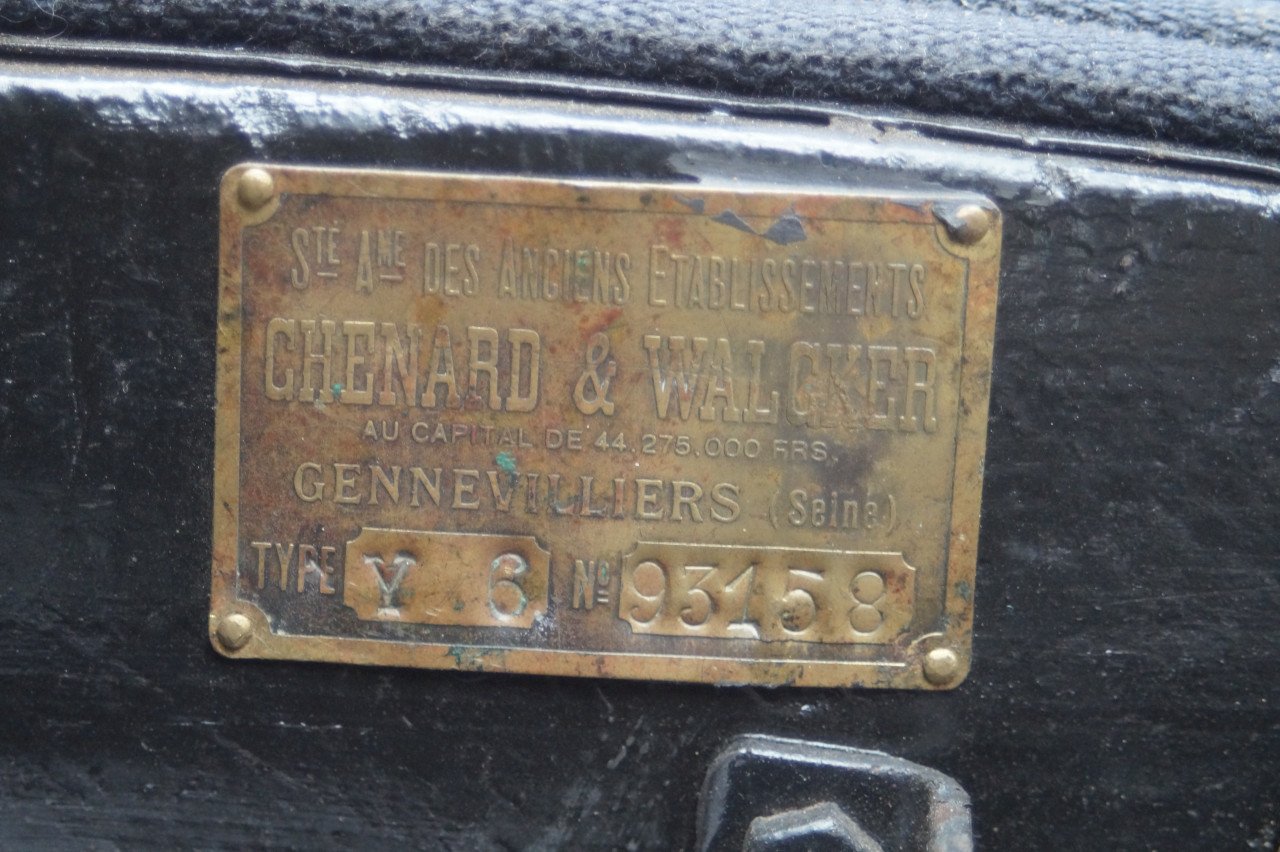 STÉ AME DES ANCIENS ETABLISSEMENTS
CHENARD & WALCKER
AU CAPITAL DE 44.275.000 FRS.
GENNEVILLIERS (Seine)
TYPE Y 6 No 93158